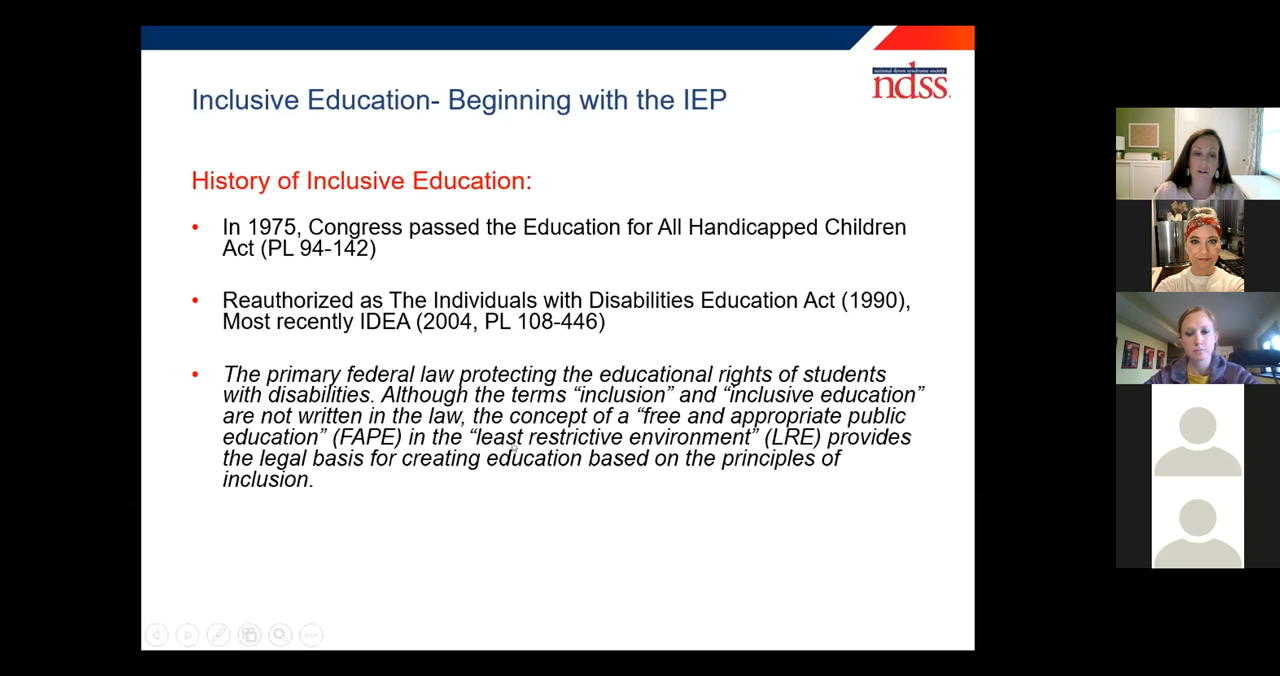 national down syndrome society
ndss.
Inclusive Education- Beginning with the IEP
History of Inclusive Education:
• In 1975, Congress passed the Education for All Handicapped Children
Act (PL 94-142)
• Reauthorized as The Individuals with Disabilities Education Act (1990),
Most recently IDEA (2004, PL 108-446)
• The primary federal law protecting the educational rights of students
with disabilities. Although the terms “inclusion” and “inclusive education”
are not written in the law, the concept of a “free and appropriate public
education” (FAPE) in the “least restrictive environment” (LRE) provides
the legal basis for creating education based on the principles of
inclusion.